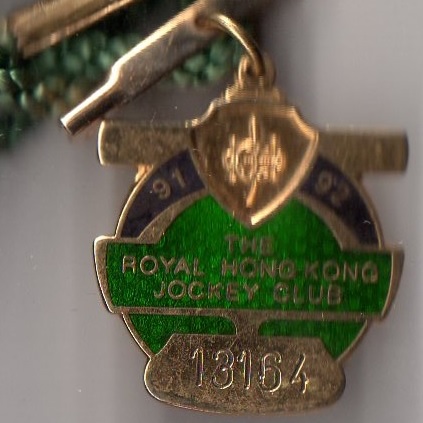 91 92
THE
ROYAL HONG KONG
JOCKEY CLUB
13164